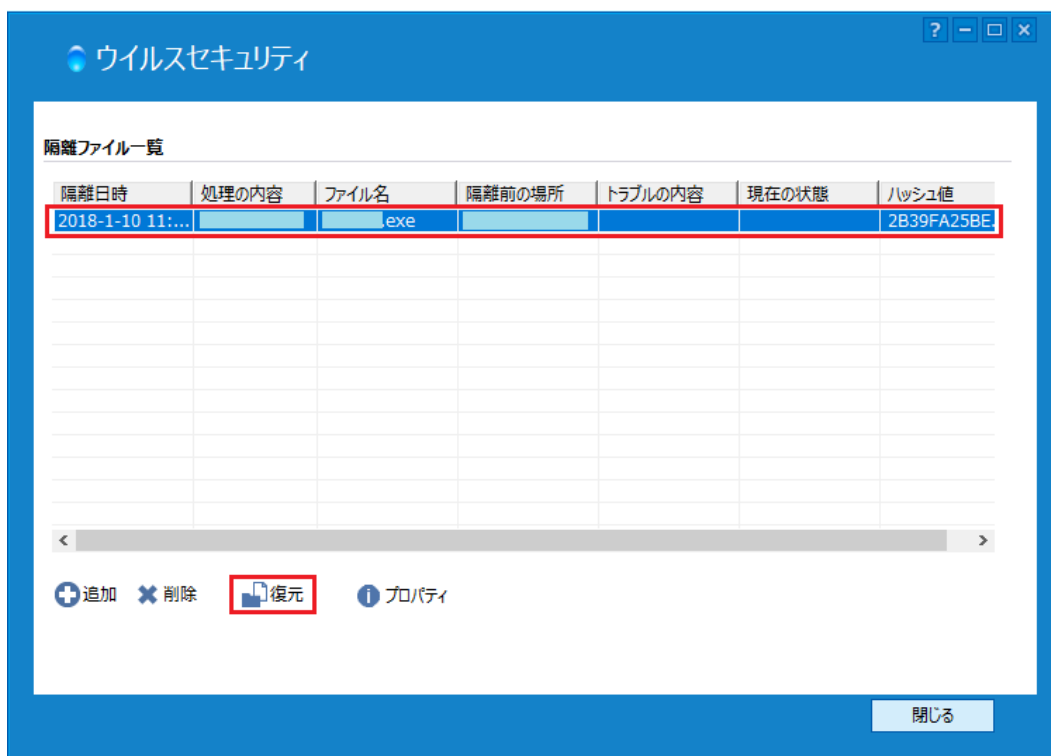 ?
ウイルスセキュリティ
隔離ファイル一覧
隔離日時 処理の内容 ファイル名 隔離前の場所 トラブルの内容 現在の状態 ハッシュ値
2018-1-10 11:... .exe 2B39FA25BE.
追加 削除 復元 プロパティ
閉じる